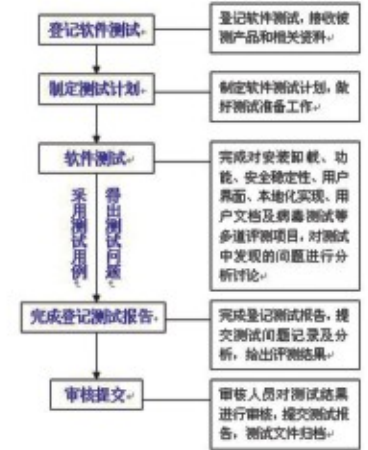 登记软件测试
登记软件测试，接收被
测产品和相关资料
制定测试计划
制定软件测试计划，做
好测试准备工作
软件测试
完成对安装卸载、功
能、安全稳定性、用户
界面、本地化实现、用
户文档及病毒测试等
多道评测项目，对测试
中发现的问题进行分
析讨论
采用测试用例
得出测试问题
完成登记测试报告
完成登记测试报告，提
交测试问题记录及分
析，给出评测结果
审核提交
审核人员对测试结果
进行审核，提交测试报
告，测试文件归档